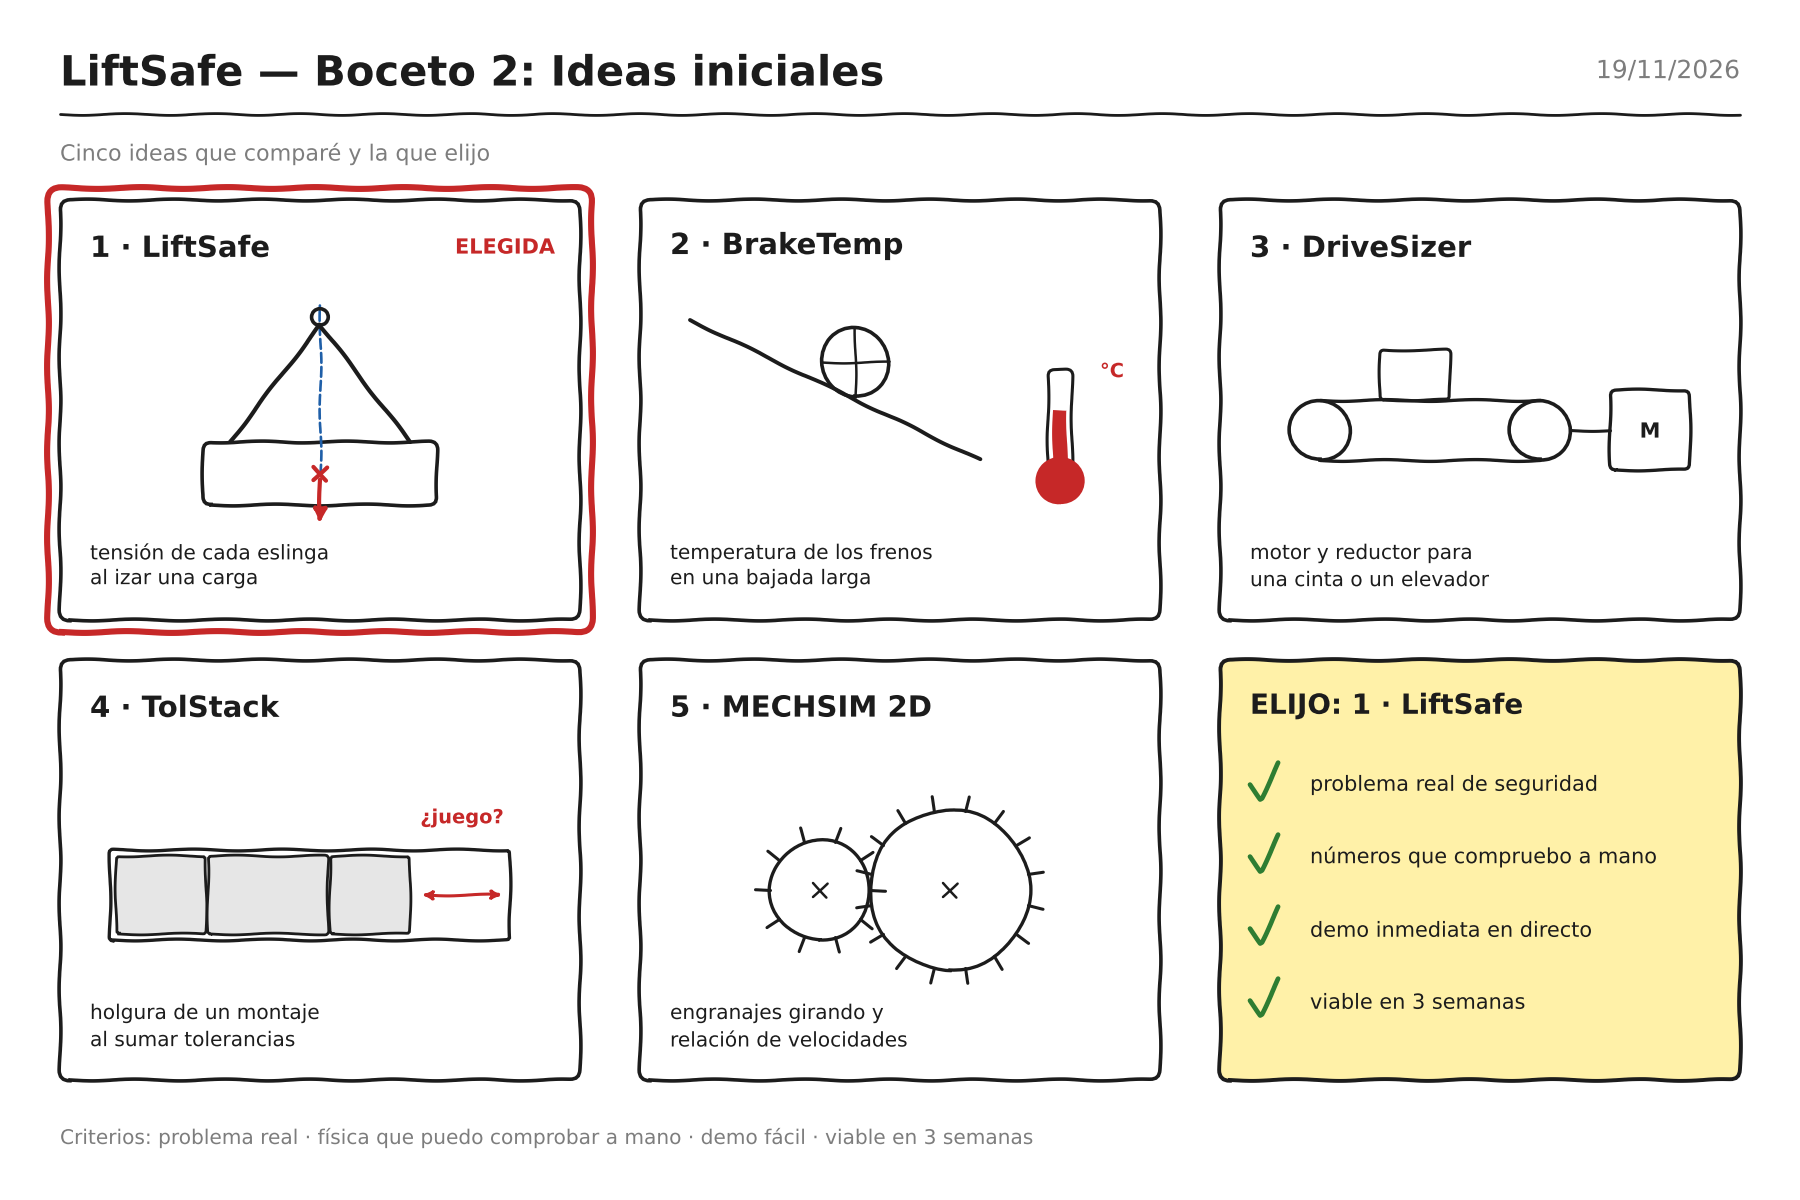 LiftSafe — Boceto 2: Ideas iniciales
19/11/2026
Cinco ideas que comparé y la que elijo
1 · LiftSafe
ELEGIDA
tensión de cada eslinga
al izar una carga
2 · BrakeTemp
°C
temperatura de los frenos
en una bajada larga
3 · DriveSizer
M
motor y reductor para
una cinta o un elevador
4 · TolStack
¿juego?
holgura de un montaje
al sumar tolerancias
5 · MECHSIM 2D
engranajes girando y
relación de velocidades
ELIJO: 1 · LiftSafe
problema real de seguridad
números que compruebo a mano
demo inmediata en directo
viable en 3 semanas
Criterios: problema real · física que puedo comprobar a mano · demo fácil · viable en 3 semanas